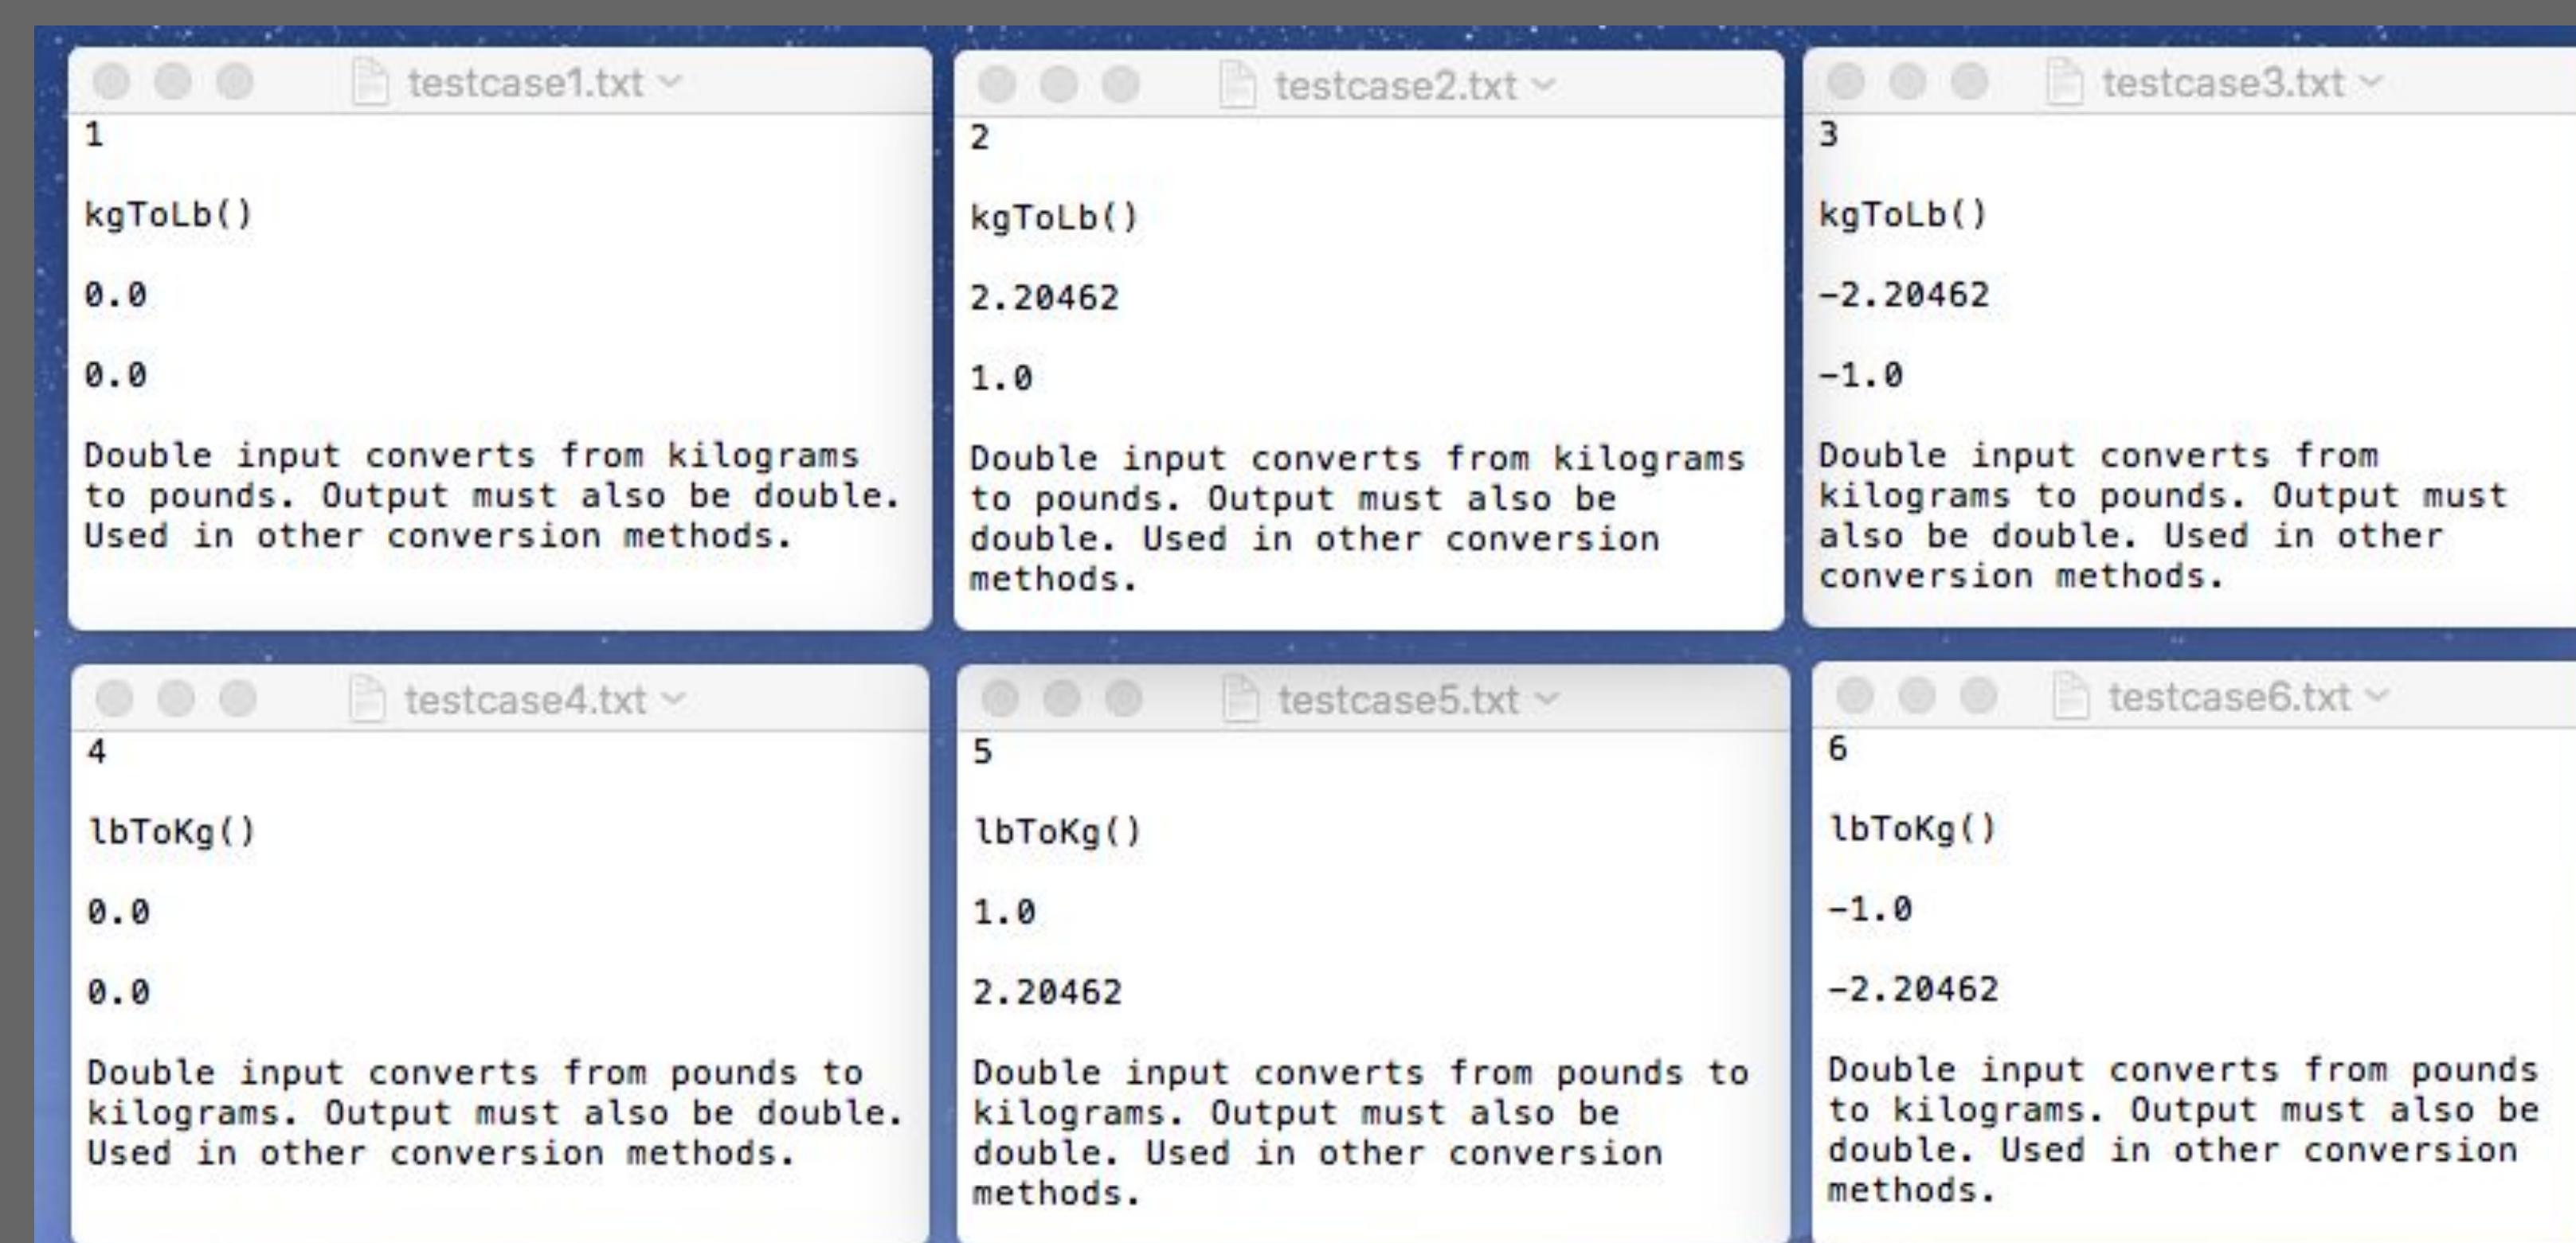 testcase1.txt
1
kgToLb()
0.0
0.0
Double input converts from kilograms
to pounds. Output must also be double.
Used in other conversion methods.
testcase2.txt
2
kgToLb()
2.20462
1.0
Double input converts from kilograms
to pounds. Output must also be
double. Used in other conversion
methods.
testcase3.txt
3
kgToLb()
-2.20462
-1.0
Double input converts from
kilograms to pounds. Output must
also be double. Used in other
conversion methods.
testcase4.txt
4
lbToKg()
0.0
0.0
Double input converts from pounds to
kilograms. Output must also be double.
Used in other conversion methods.
testcase5.txt
5
lbToKg()
1.0
2.20462
Double input converts from pounds to
kilograms. Output must also be
double. Used in other conversion
methods.
testcase6.txt
6
lbToKg()
-1.0
-2.20462
Double input converts from pounds
to kilograms. Output must also be
double. Used in other conversion
methods.